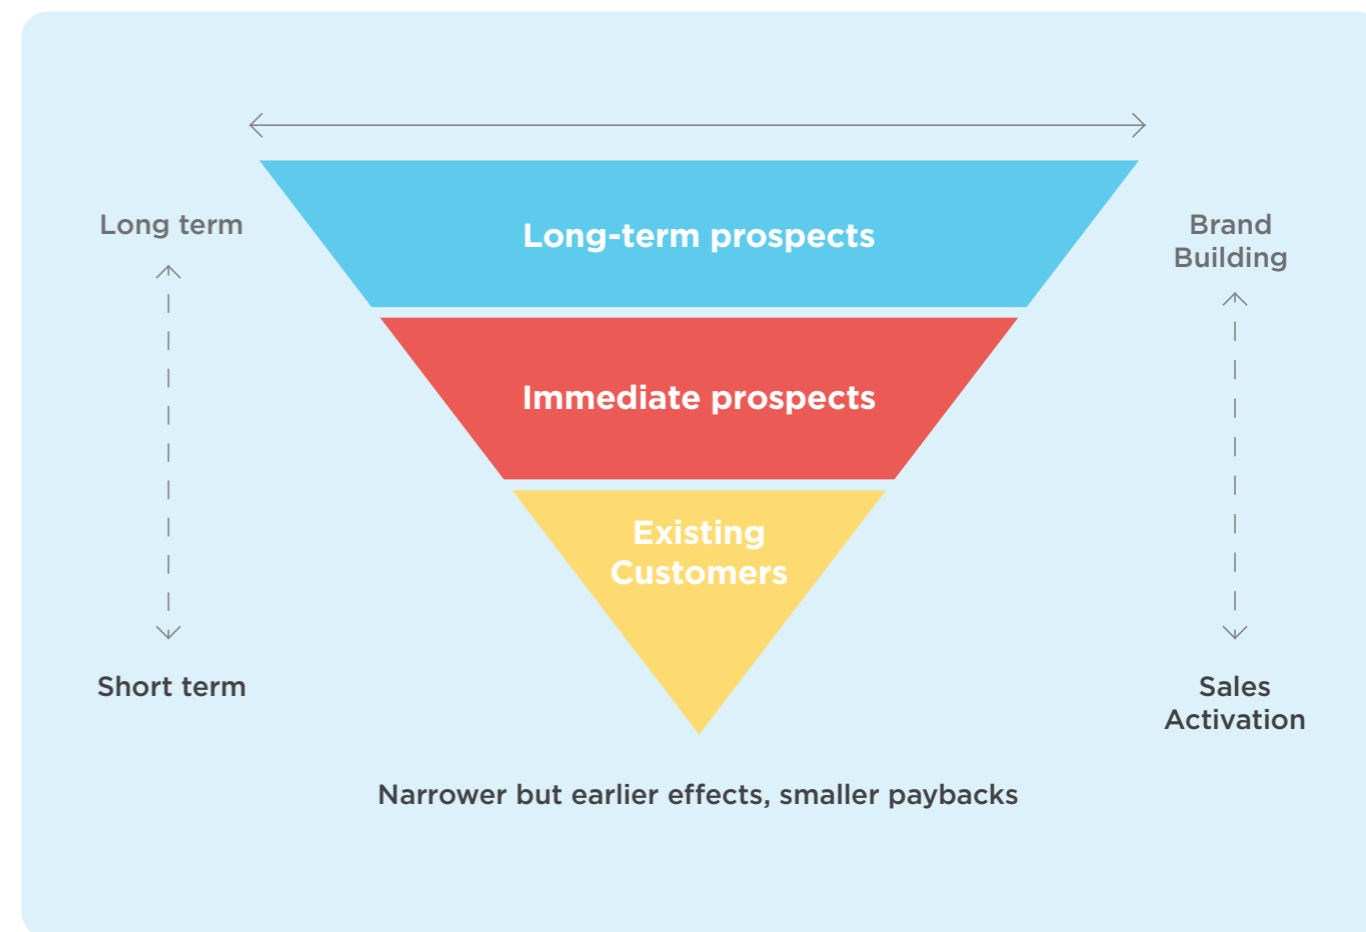 Long term
Long-term prospects
Brand
Building
Immediate prospects
Existing
Customers
Short term
Sales
Activation
Narrower but earlier effects, smaller paybacks